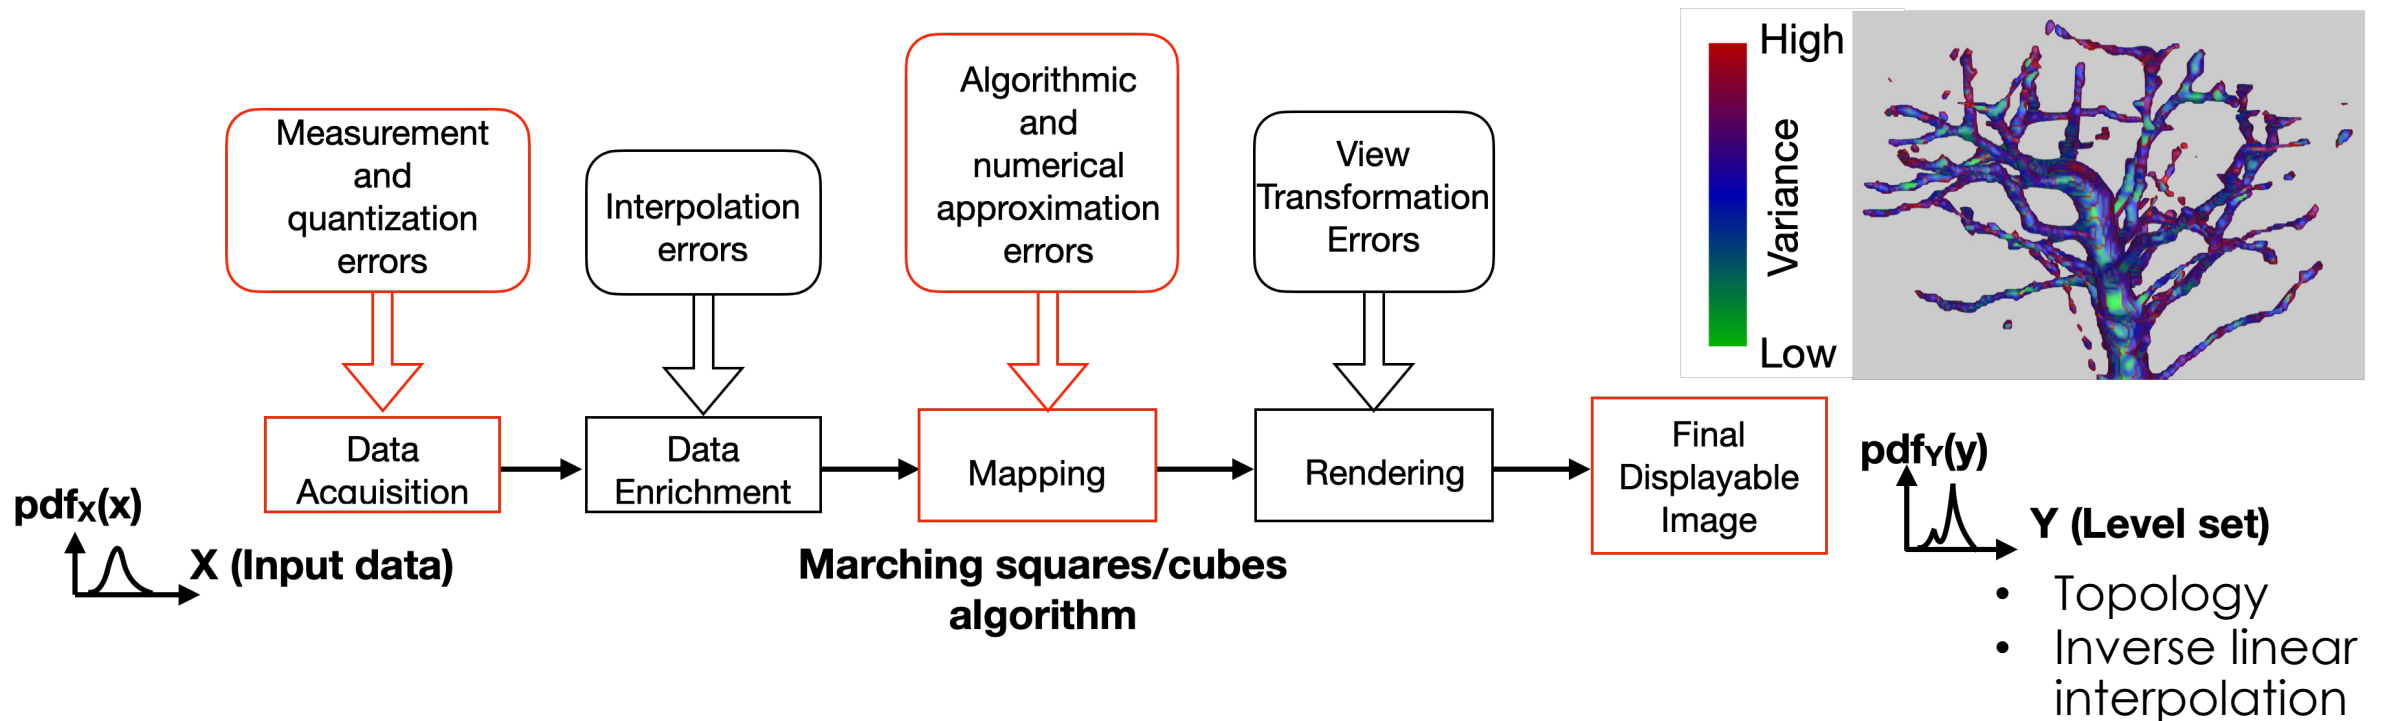 Measurement
and
quantization
errors
Interpolation
errors
Algorithmic
and
numerical
approximation
errors
View
Transformation
Errors
High
Variance
Low
Data
Acquisition
Data
Enrichment
Mapping
Rendering
Final
Displayable
Image
pdfX(x)
X (Input data)
Marching squares/cubes
algorithm
pdfY(y)
Y (Level set)
• Topology
• Inverse linear
interpolation